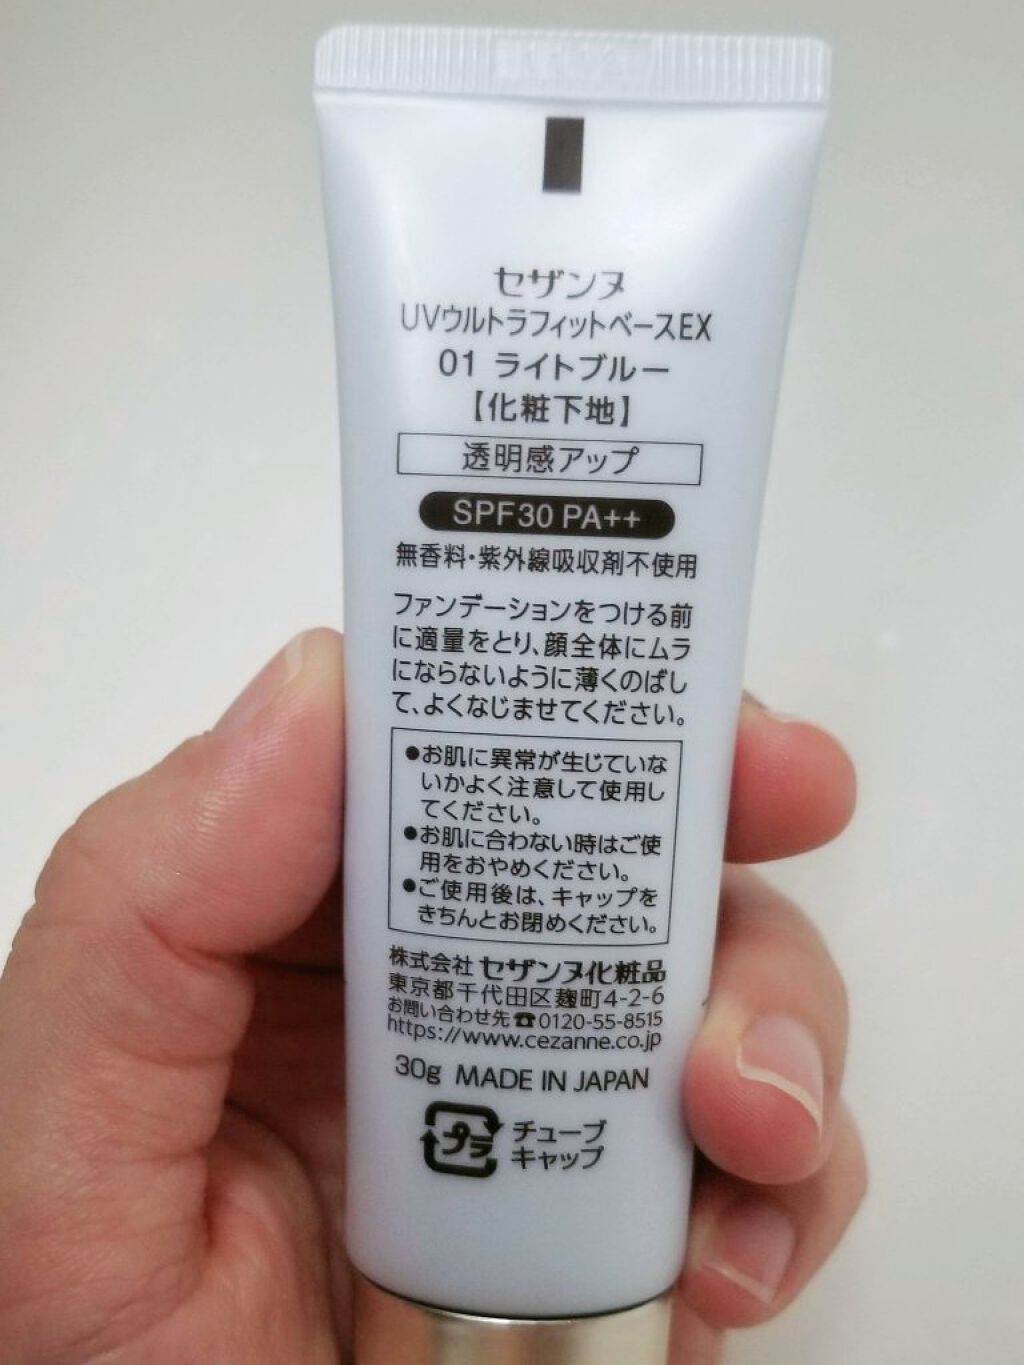 セザンヌ
UVウルトラフィットベースEX
01 ライトブルー
【化粧下地】
透明感アップ
SPF30 PA++
無香料・紫外線吸収剤不使用
ファンデーションをつける前
に適量をとり、顔全体にムラ
にならないように薄くのばし
て、よくなじませてください。
●お肌に異常が生じていな
いかよく注意して使用し
てください。
●お肌に合わない時はご使
用をおやめください。
●ご使用後は、キャップを
きちんとお閉めください。
株式会社 セザンヌ化粧品
東京都千代田区麹町4-2-6
お問い合わせ先☎0120-55-8515
https://www.cezanne.co.jp
30g MADE IN JAPAN
プラ チューブ
キャップ